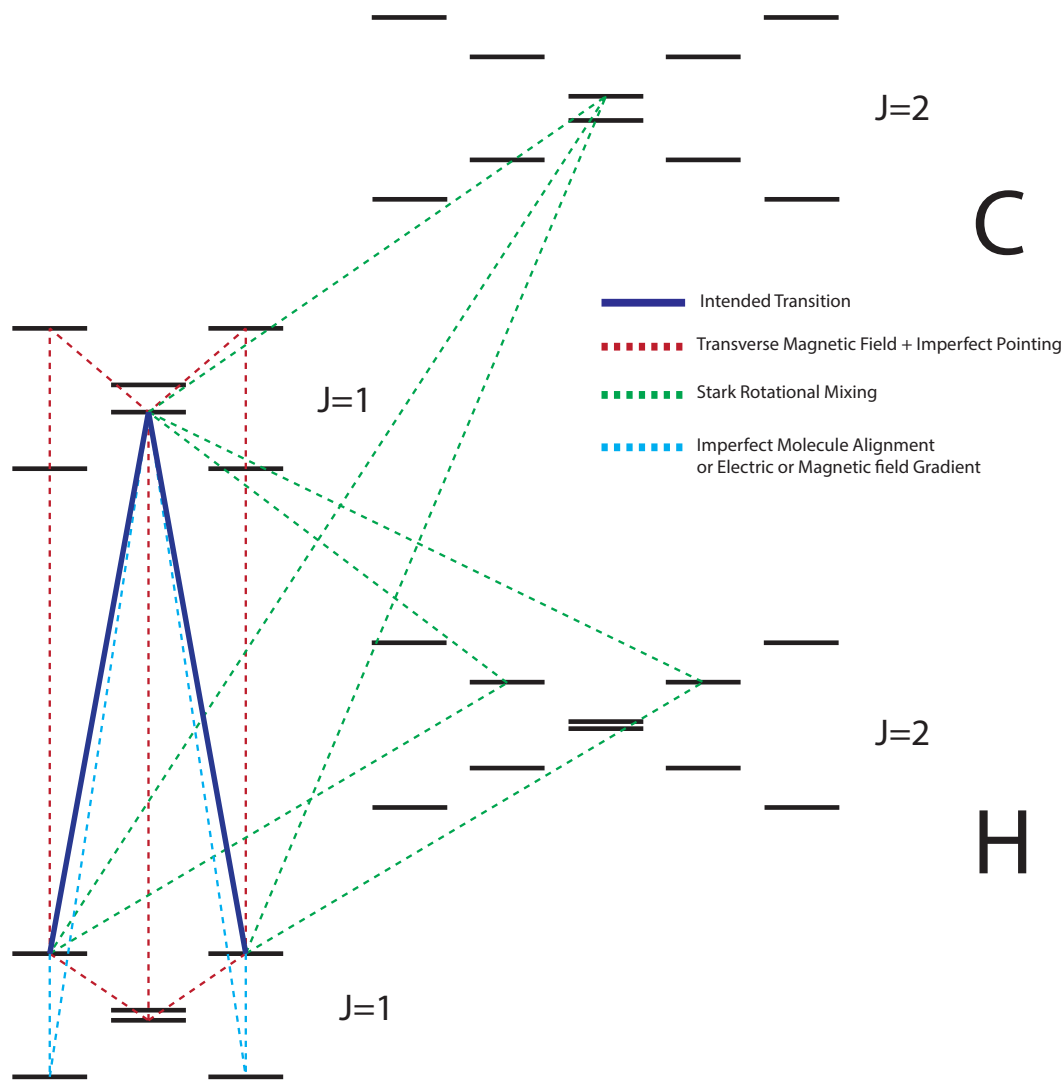 J=2
C
Intended Transition
Transverse Magnetic Field + Imperfect Pointing
J=1
Stark Rotational Mixing
Imperfect Molecule Alignment
or Electric or Magnetic field Gradient
J=2
H
J=1